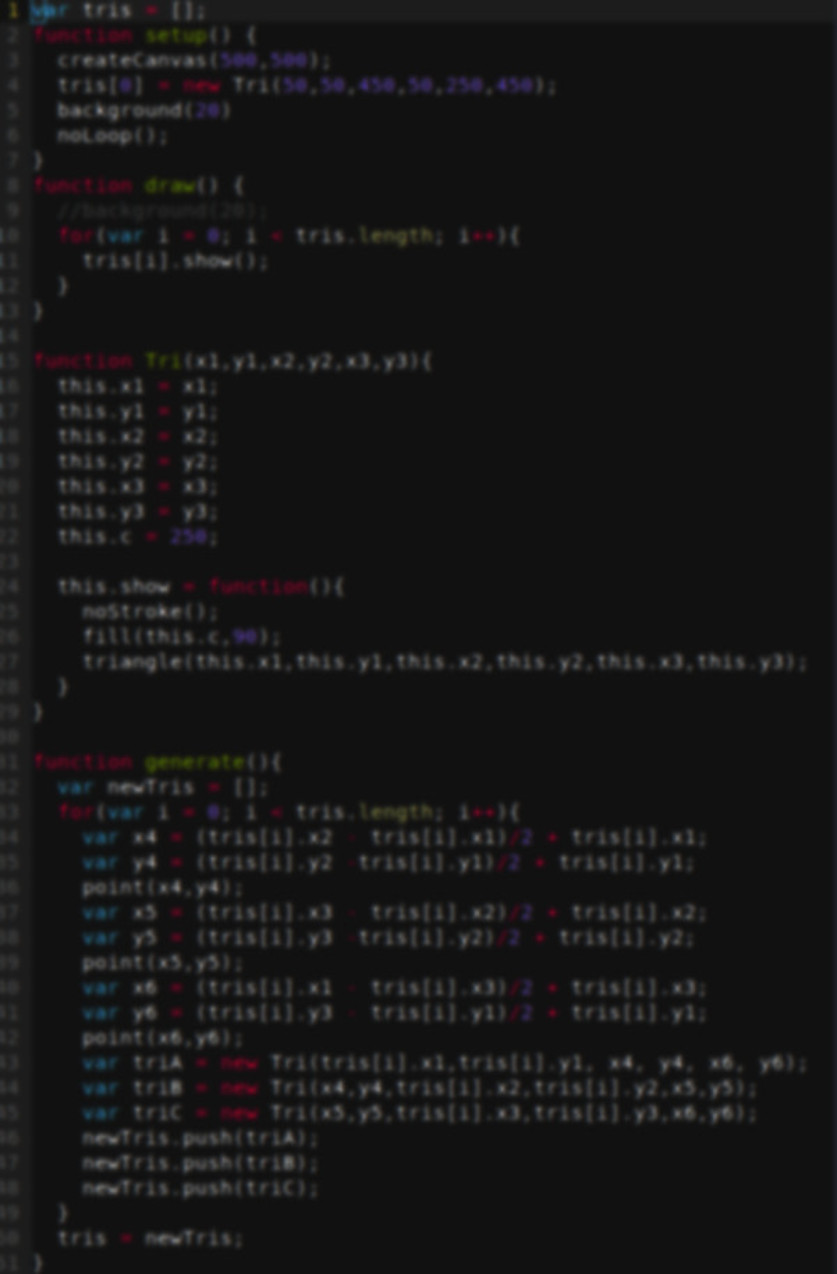 1 var tris = [];
2 function setup() {
3 createCanvas(500,500);
4 tris[0] = new Tri(50,50,450,50,250,450);
5 background(20)
6 noLoop();
7 }
8 function draw() {
9 //background(20);
10 for(var i = 0; i < tris.length; i++){
11 tris[i].show();
12 }
13 }
14
15 function Tri(x1,y1,x2,y2,x3,y3){
16 this.x1 = x1;
17 this.y1 = y1;
18 this.x2 = x2;
19 this.y2 = y2;
20 this.x3 = x3;
21 this.y3 = y3;
22 this.c = 250;
23
24 this.show = function(){
25 noStroke();
26 fill(this.c,90);
27 triangle(this.x1,this.y1,this.x2,this.y2,this.x3,this.y3);
28 }
29 }
30
31 function generate(){
32 var newTris = [];
33 for(var i = 0; i < tris.length; i++){
34 var x4 = (tris[i].x2 - tris[i].x1)/2 + tris[i].x1;
35 var y4 = (tris[i].y2 -tris[i].y1)/2 + tris[i].y1;
36 point(x4,y4);
37 var x5 = (tris[i].x3 - tris[i].x2)/2 + tris[i].x2;
38 var y5 = (tris[i].y3 -tris[i].y2)/2 + tris[i].y2;
39 point(x5,y5);
40 var x6 = (tris[i].x1 - tris[i].x3)/2 + tris[i].x3;
41 var y6 = (tris[i].y3 - tris[i].y1)/2 + tris[i].y1;
42 point(x6,y6);
43 var triA = new Tri(tris[i].x1,tris[i].y1, x4, y4, x6, y6);
44 var triB = new Tri(x4,y4,tris[i].x2,tris[i].y2,x5,y5);
45 var triC = new Tri(x5,y5,tris[i].x3,tris[i].y3,x6,y6);
46 newTris.push(triA);
47 newTris.push(triB);
48 newTris.push(triC);
49 }
50 tris = newTris;
51 }